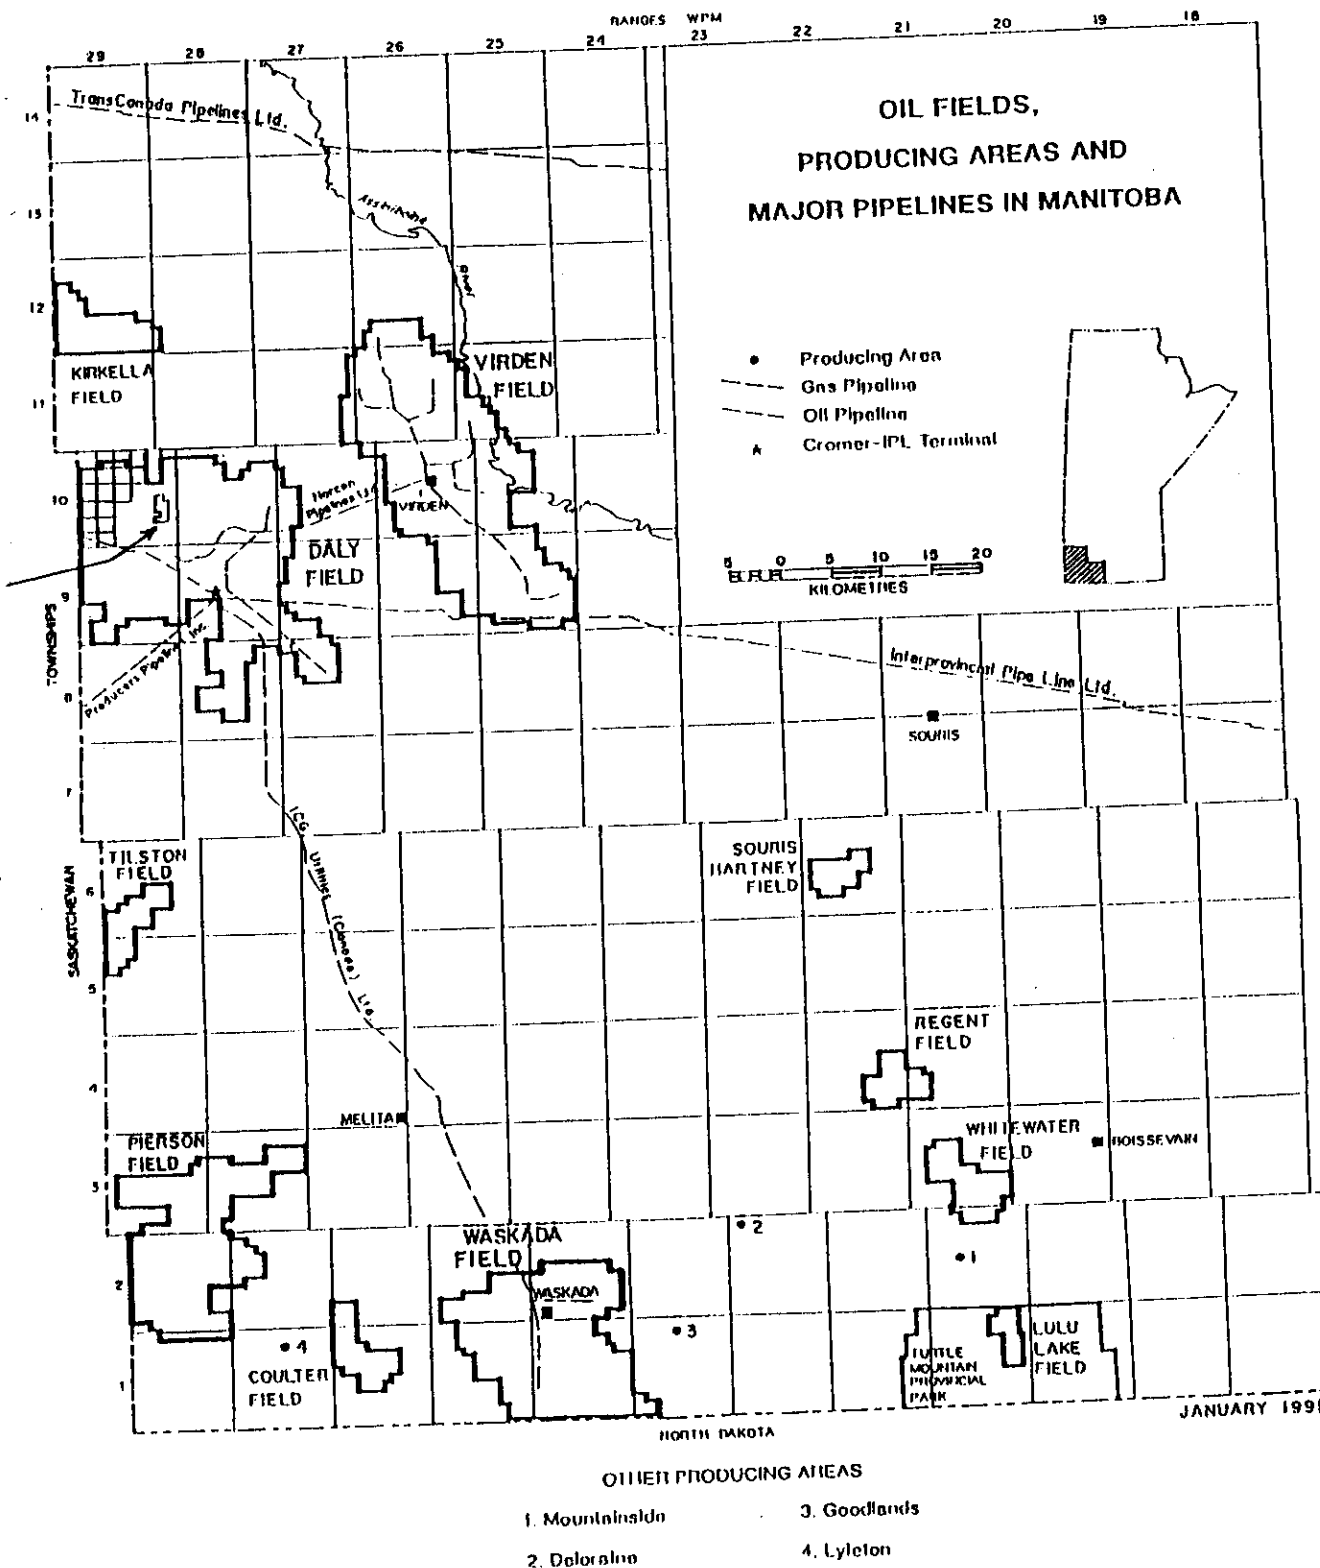 RANGES WPM
29 28 27 26 25 24 23 22 21 20 19 18
TransCanada Pipelines Ltd.
14
OIL FIELDS,
PRODUCING AREAS AND
MAJOR PIPELINES IN MANITOBA
13
Assiniboine
River
12
KIRKELLA
FIELD
VIRDEN
FIELD
11
Producing Area
Gas Pipeline
Oil Pipeline
Cromer-IPL Terminal
10
Norcen
Pipelines Ltd.
VIRDEN
DALY
FIELD
5 0 5 10 15 20
KILOMETRES
9
TOWNSHIPS
Producers Pipeline Inc.
8
Interprovincial Pipe Line Ltd.
SOURIS
7
ICG Utilities (Canada) Ltd.
TILSTON
FIELD
6
SOURIS
HARTNEY
FIELD
SASKATCHEWAN
5
REGENT
FIELD
4
MELITA
PIERSON
FIELD
WHITEWATER
FIELD
BOISSEVAIN
3
2
WASKADA
FIELD
1
2
WASKADA
3
4
COULTER
FIELD
TURTLE
MOUNTAIN
PROVINCIAL
PARK
LULU
LAKE
FIELD
1
NORTH DAKOTA
JANUARY
OTHER PRODUCING AREAS
1. Mountainside
3. Goodlands
2. Deloraine
4. Lyleton